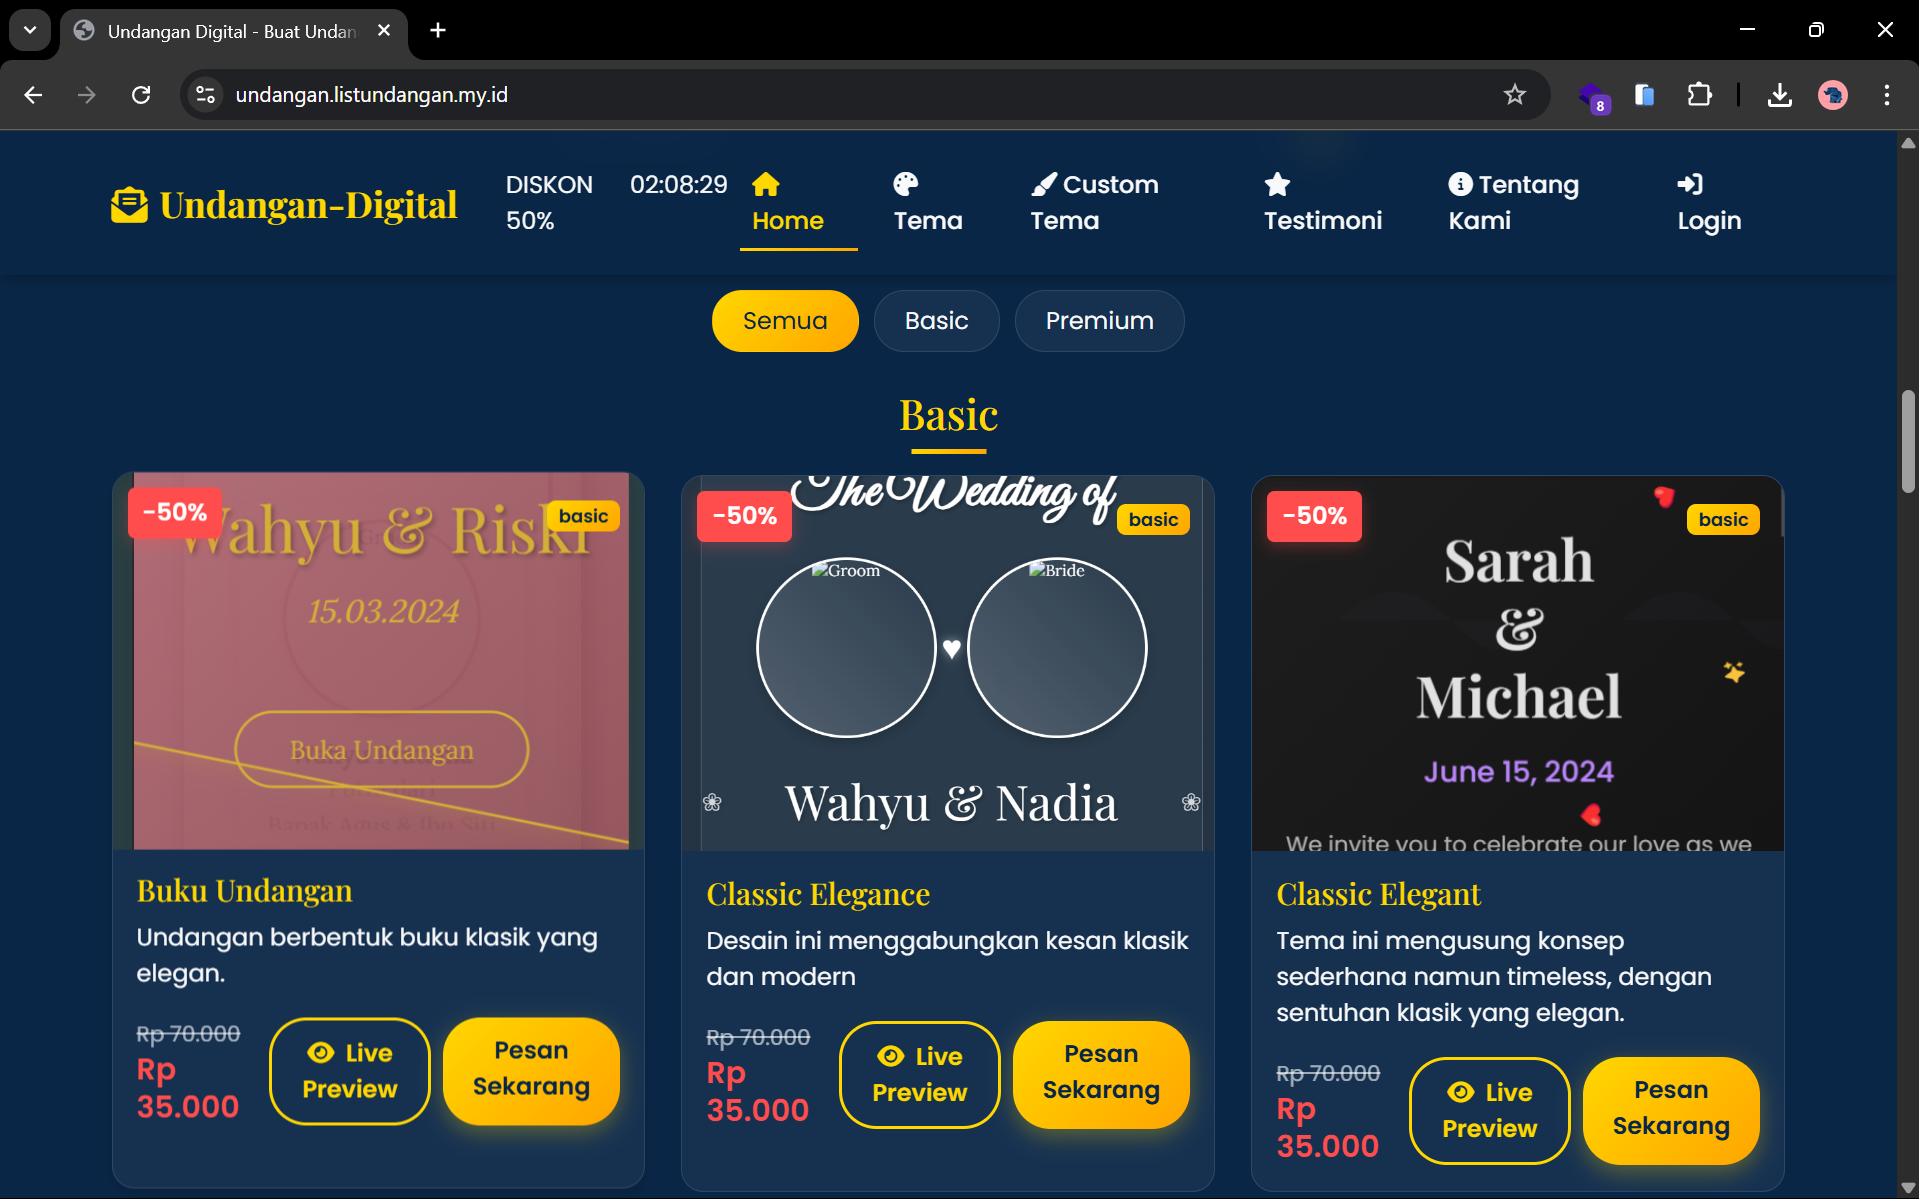 Undangan Digital - Buat Undan
undangan.listundangan.my.id
8
Undangan-Digital
DISKON 50%
02:08:29
Home
Tema
Custom Tema
Testimoni
Tentang Kami
Login
Semua
Basic
Premium
Basic
-50%
basic
Wahyu & Riski
15.03.2024
Buka Undangan
Bapak Agus & Ibu Siti
Buku Undangan
Undangan berbentuk buku klasik yang
elegan.
Rp 70.000
Rp
35.000
Live
Preview
Pesan
Sekarang
-50%
basic
The Wedding of
Groom
Bride
Wahyu & Nadia
Classic Elegance
Desain ini menggabungkan kesan klasik
dan modern
Rp 70.000
Rp
35.000
Live
Preview
Pesan
Sekarang
-50%
basic
Sarah
&
Michael
June 15, 2024
We invite you to celebrate our love as we
Classic Elegant
Tema ini mengusung konsep
sederhana namun timeless, dengan
sentuhan klasik yang elegan.
Rp 70.000
Rp
35.000
Live
Preview
Pesan
Sekarang